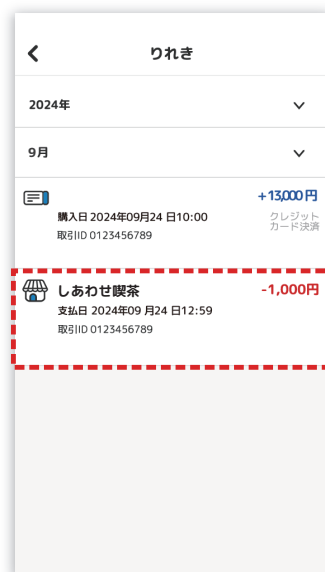 りれき
2024年
9月
+13,000円
購入日 2024年09月24 日10:00
クレジット
カード決済
取引ID 0123456789
しあわせ喫茶
-1,000円
支払日 2024年09 月24 日12:59
取引ID 0123456789